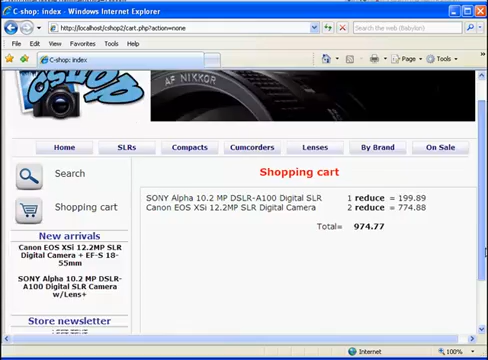 C-shop: index - Windows Internet Explorer
http://localhost/cshop2/cart.php?action=none
Search the web (Babylon)
File Edit View Favorites Tools Help
C-Shop: index
Page Tools
Cshop
AF NIKKOR
Home SLRs Compacts Cumcorders Lenses By Brand On Sale
Search
Shopping cart
New arrivals
Canon EOS XSi 12.2MP SLR
Digital Camera + EF-S 18-
55mm
SONY Alpha 10.2 MP DSLR-
A100 Digital SLR Camera
w/Lens+
Store newsletter
Shopping cart
SONY Alpha 10.2 MP DSLR-A100 Digital SLR 1 reduce = 199.89
Canon EOS XSi 12.2MP SLR Digital Camera 2 reduce = 774.88
Total= 974.77
Internet 100%